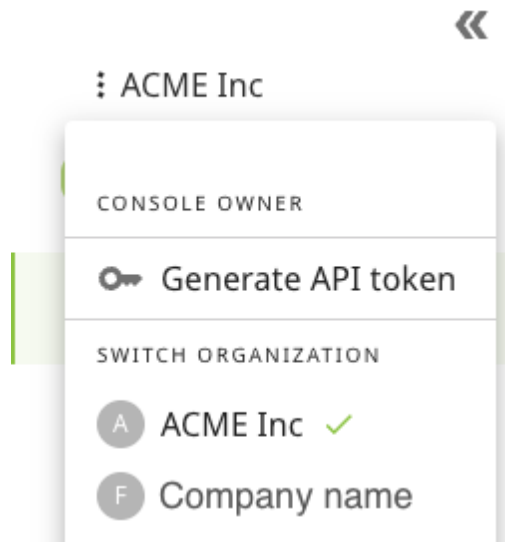 ACME Inc
CONSOLE OWNER
Generate API token
SWITCH ORGANIZATION
A ACME Inc
F Company name